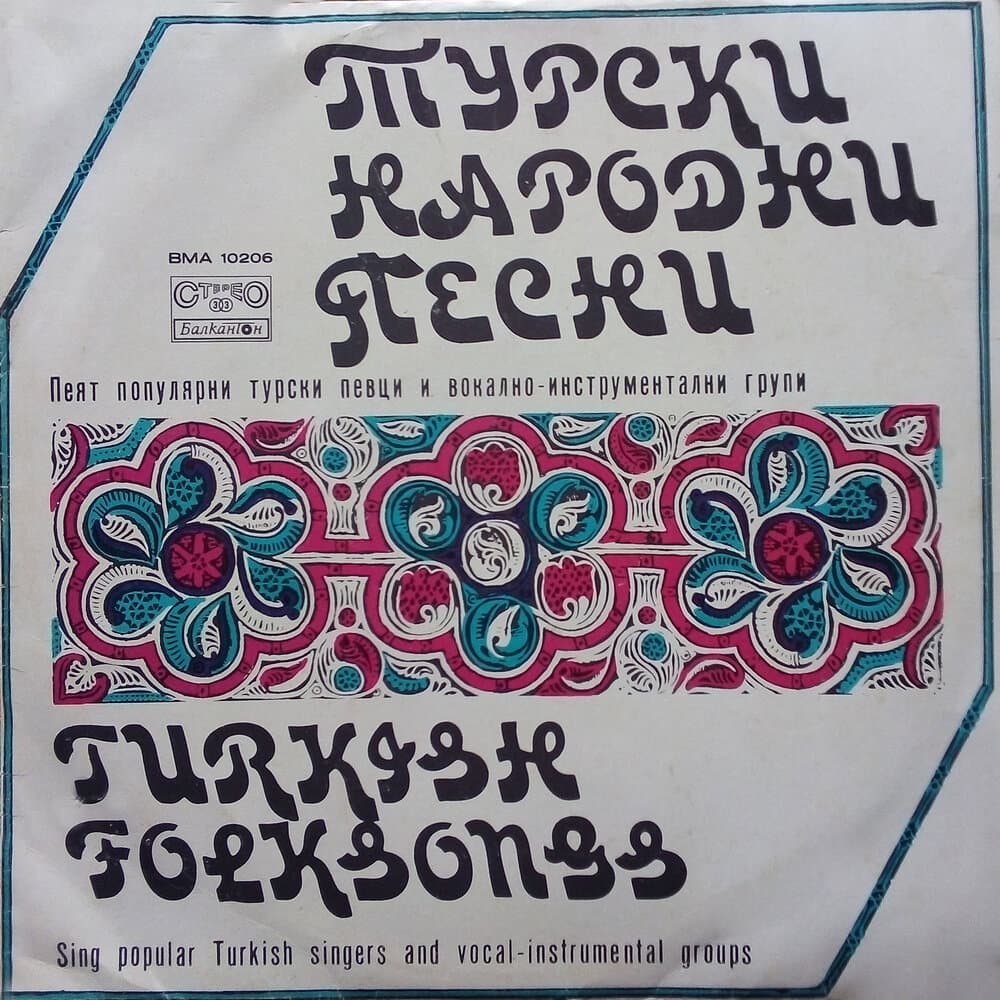 ТУРСКИ
НАРОДНИ
ПЕСНИ
ВМА 10206
СТЕРЕО
33
Балкантон
Пеят популярни турски певци и вокално-инструментални групи
TURKISH
FOLKSONGS
Sing popular Turkish singers and vocal-instrumental groups